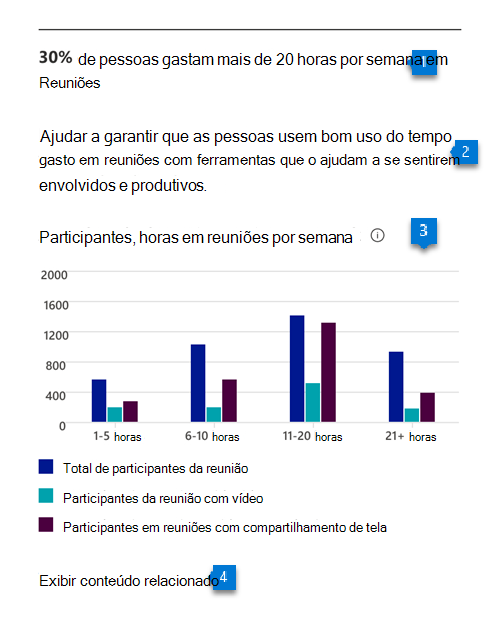 30% de pessoas gastam mais de 20 horas por semana em
1
Reuniões
Ajudar a garantir que as pessoas usem bom uso do tempo
gasto em reuniões com ferramentas que o ajudam a se sentirem
2
envolvidos e produtivos.
Participantes, horas em reuniões por semana
3
2000
1600
1200
800
400
0
1-5 horas 6-10 horas 11-20 horas 21+ horas
Total de participantes da reunião
Participantes da reunião com vídeo
Participantes em reuniões com compartilhamento de tela
Exibir conteúdo relacionado
4